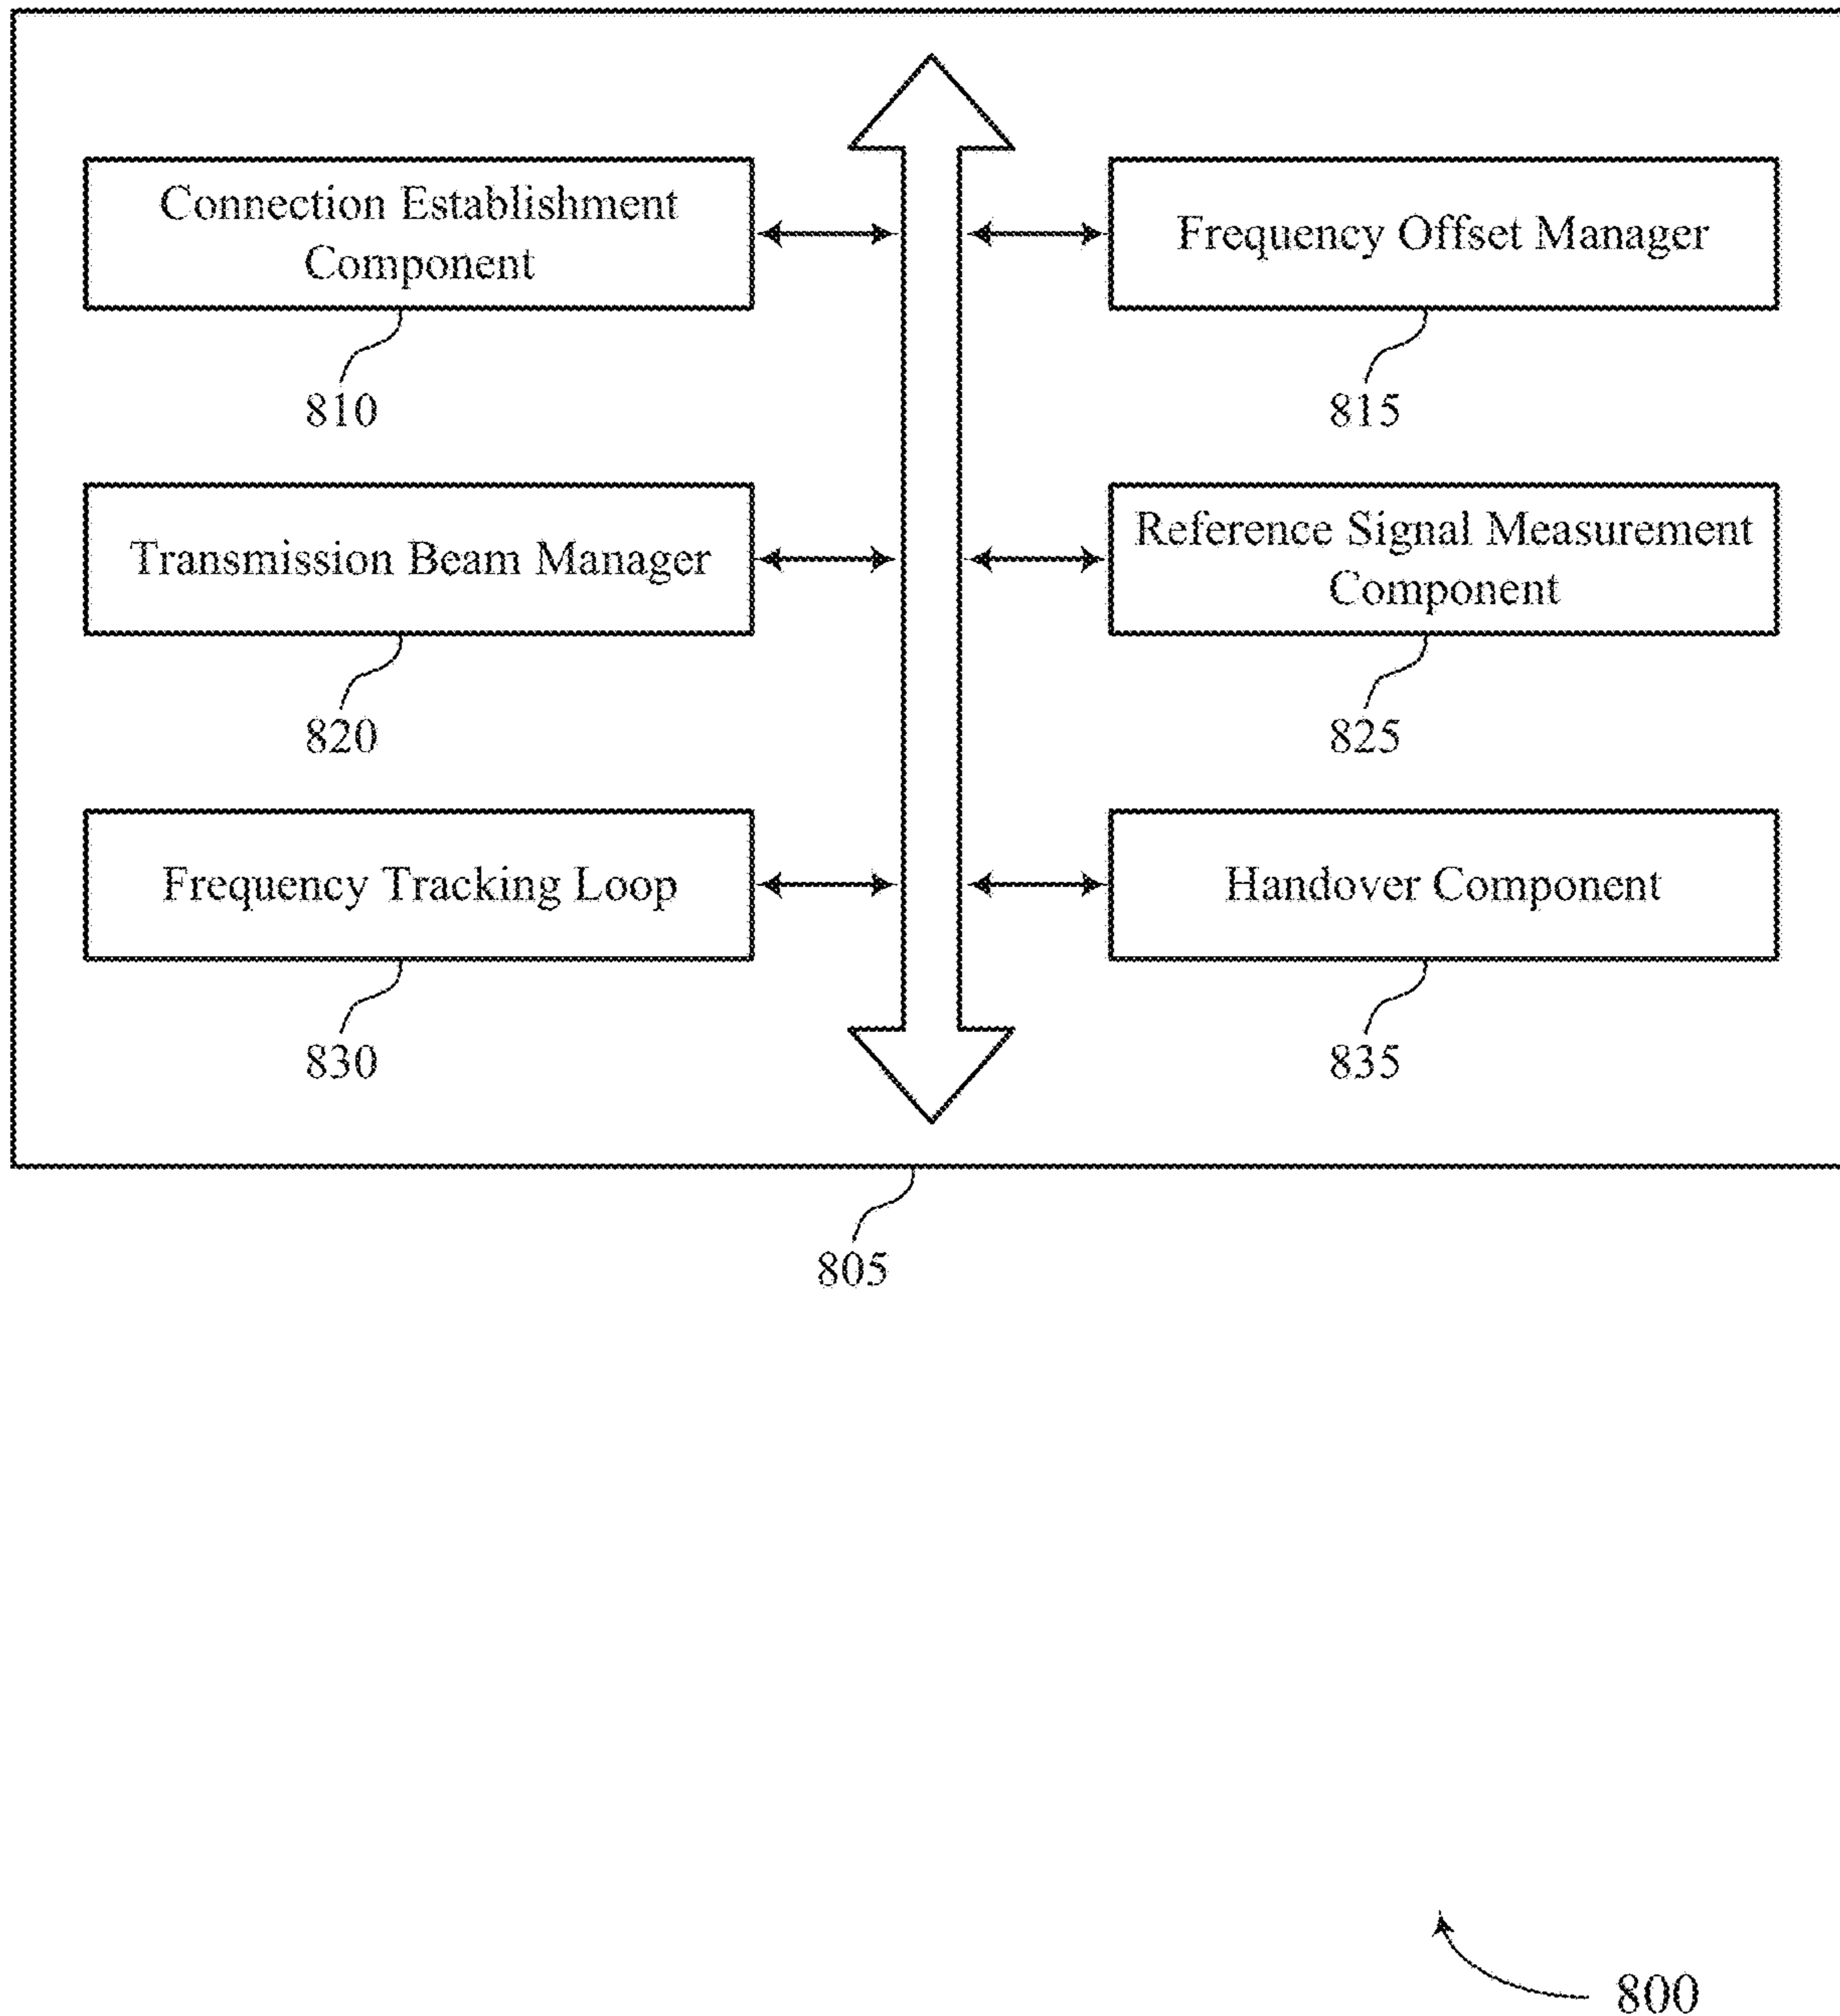 Connection Establishment
Component
810
Frequency Offset Manager
815
Transmission Beam Manager
820
Reference Signal Measurement
Component
825
Frequency Tracking Loop
830
Handover Component
835
805
800